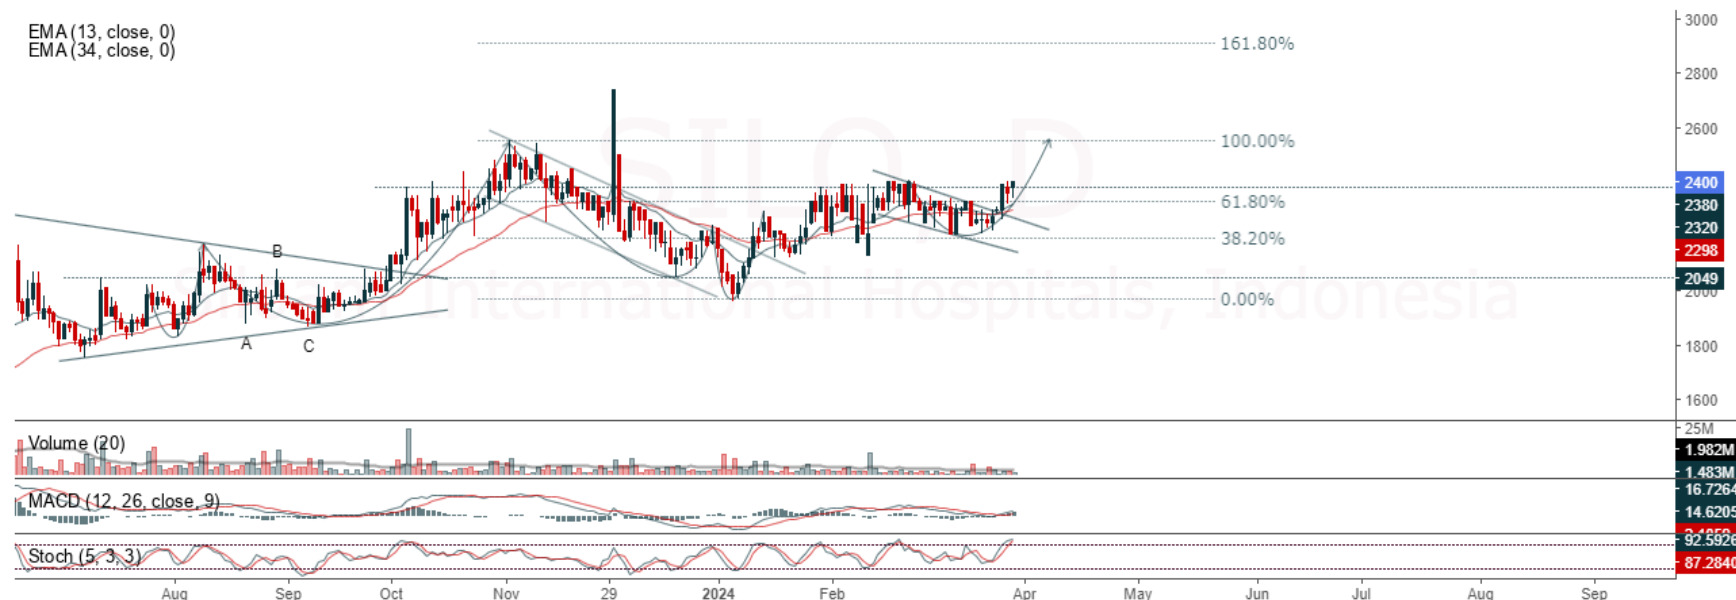 EMA (13, close, 0)
EMA (34, close, 0)
SILO, D
Siloam International Hospitals, Indonesia
161.80%
100.00%
61.80%
38.20%
0.00%
B
A
C
3000
2800
2600
2400
2380
2320
2298
2049
2000
1800
1600
Volume (20)
25M
1.982M
1.483M
MACD (12, 26, close, 9)
16.7264
14.6205
Stoch (5, 3, 3)
92.5926
87.2840
Aug Sep Oct Nov 29 2024 Feb Apr May Jun Jul Aug Sep